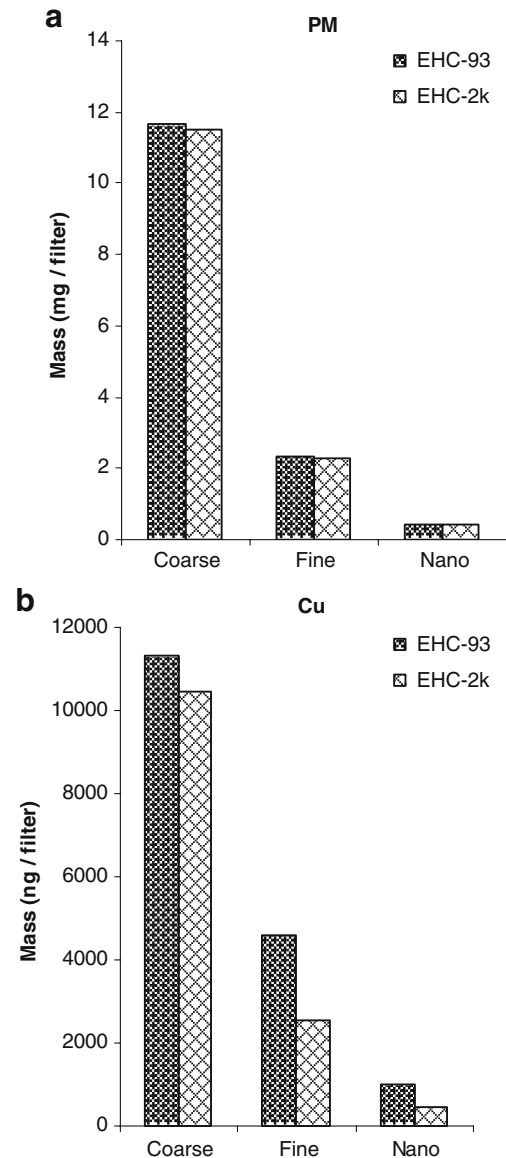 a
PM
14
12
10
8
6
4
2
0
Mass (mg / filter)
EHC-93
EHC-2k
Coarse Fine Nano
b
Cu
12000
10000
8000
6000
4000
2000
0
Mass (ng / filter)
EHC-93
EHC-2k
Coarse Fine Nano